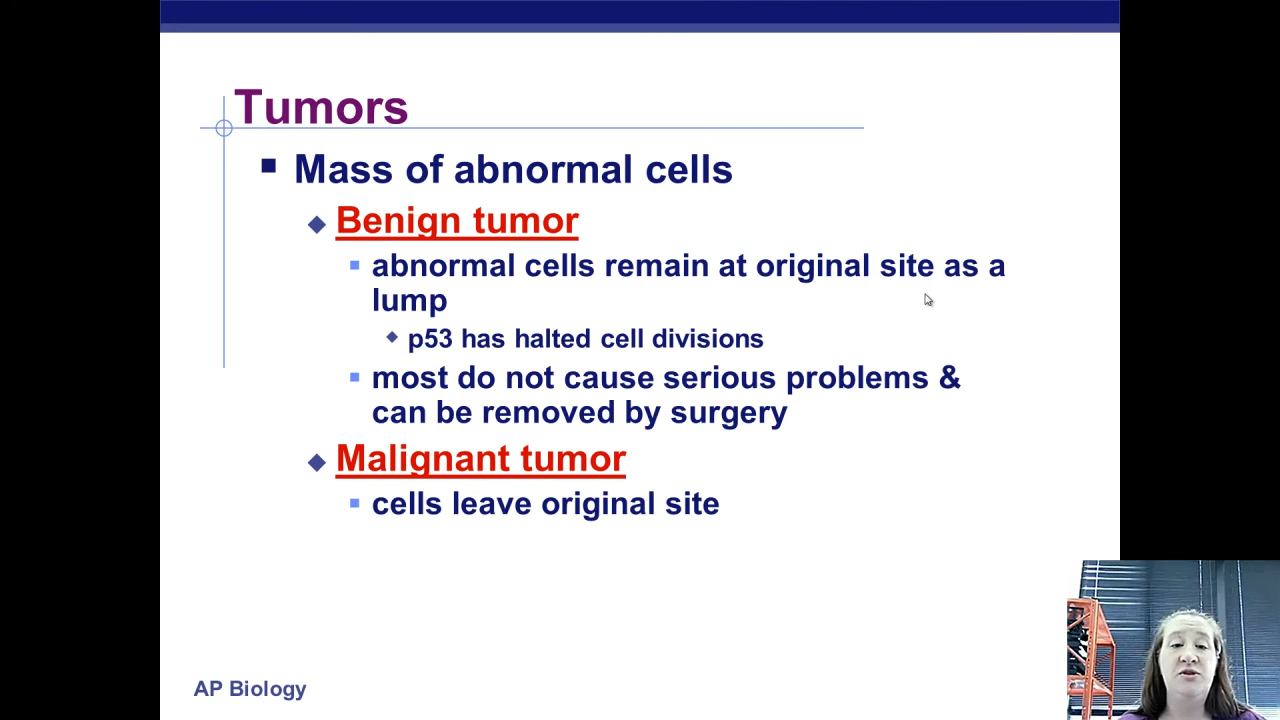 Tumors
Mass of abnormal cells
Benign tumor
abnormal cells remain at original site as a
lump
p53 has halted cell divisions
most do not cause serious problems &
can be removed by surgery
Malignant tumor
cells leave original site
AP Biology